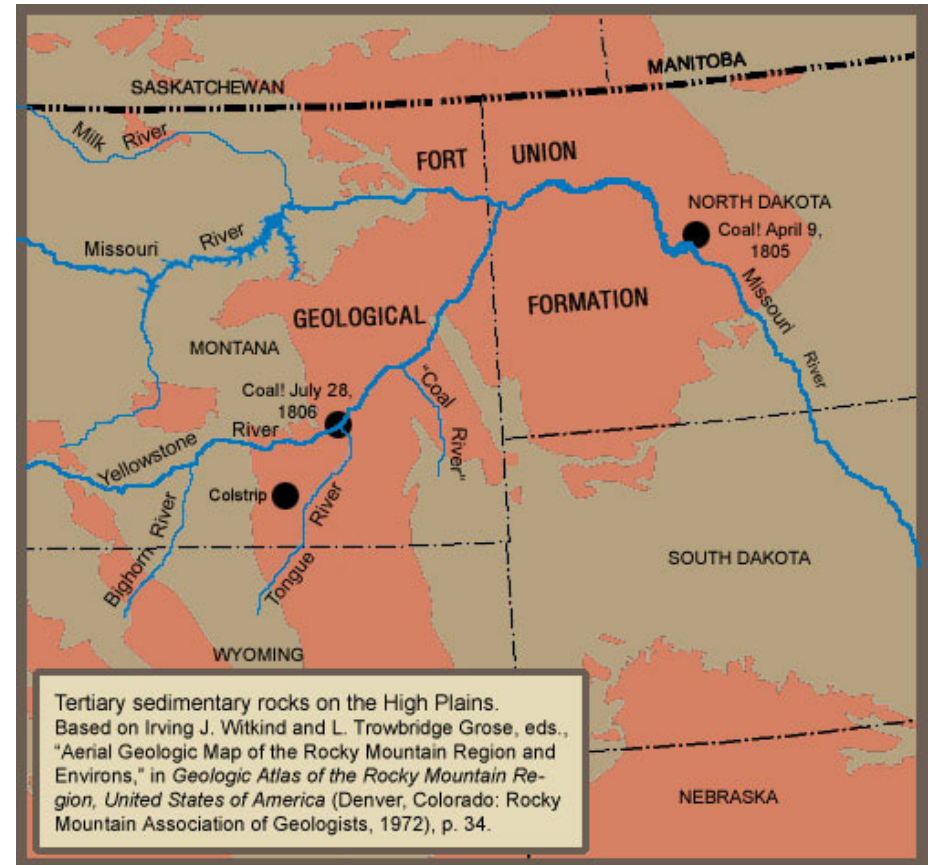 SASKATCHEWAN
MANITOBA
Milk River
FORT UNION
NORTH DAKOTA
Coal! April 9,
1805
Missouri River
GEOLOGICAL
FORMATION
Missouri River
MONTANA
Coal! July 28,
1806
"Coal River"
Yellowstone River
Colstrip
Bighorn River
Tongue River
SOUTH DAKOTA
WYOMING
NEBRASKA
Tertiary sedimentary rocks on the High Plains.
Based on Irving J. Witkind and L. Trowbridge Grose, eds.,
“Aerial Geologic Map of the Rocky Mountain Region and
Environs,” in Geologic Atlas of the Rocky Mountain Re-
gion, United States of America (Denver, Colorado: Rocky
Mountain Association of Geologists, 1972), p. 34.